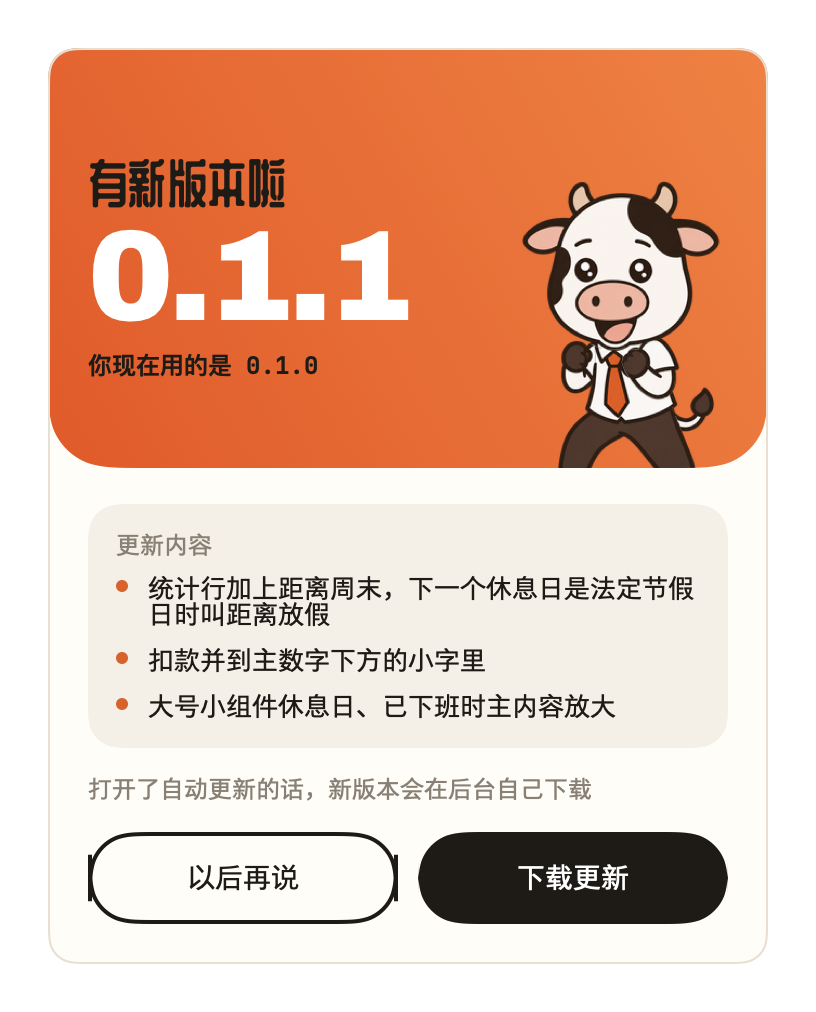 有新版本啦
0.1.1
你现在用的是 0.1.0
更新内容
统计行加上距离周末，下一个休息日是法定节假
日时叫距离放假
扣款并到主数字下方的小字里
大号小组件休息日、已下班时主内容放大
打开了自动更新的话，新版本会在后台自己下载
以后再说
下载更新